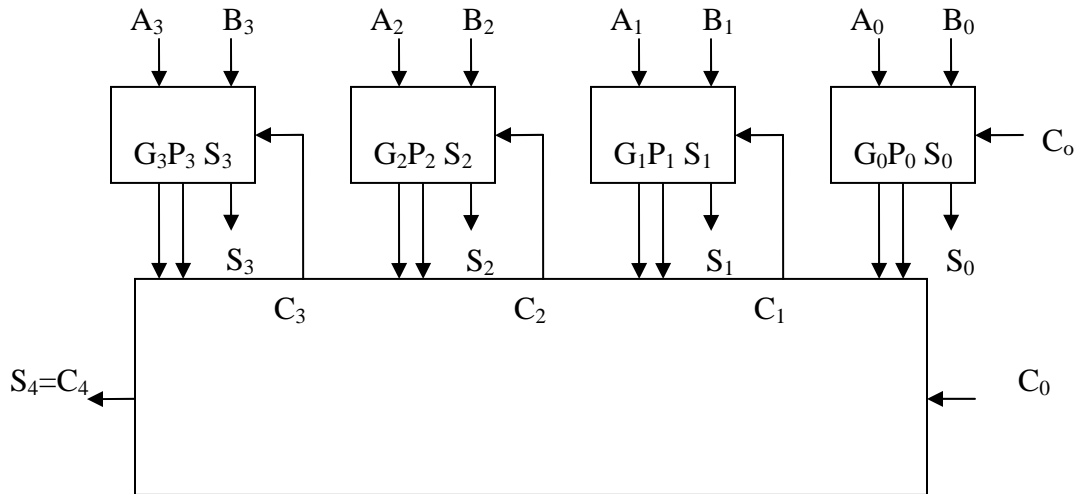 A₃ B₃ A₂ B₂ A₁ B₁ A₀ B₀
G₃P₃ S₃ G₂P₂ S₂ G₁P₁ S₁ G₀P₀ S₀ Cₒ
S₃ S₂ S₁ S₀
C₃ C₂ C₁
S₄=C₄ C₀